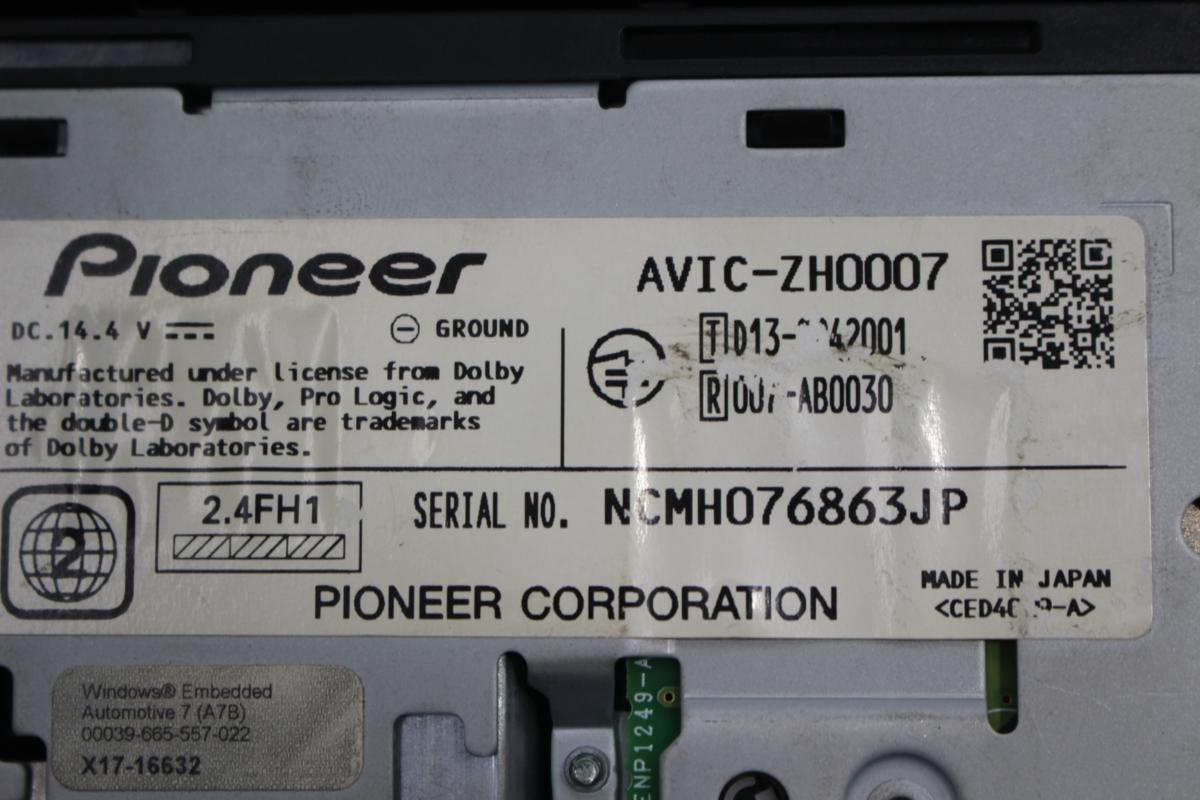 Pioneer
AVIC-ZH0007
DC.14.4 V
GROUND
T
R
Manufactured under license from Dolby
Laboratories. Dolby, Pro Logic, and
the double-D symbol are trademarks
of Dolby Laboratories.
2
2.4FH1
SERIAL NO. NCMH076863JP
PIONEER CORPORATION
MADE IN JAPAN
Windows® Embedded
Automotive 7 (A7B)
00039-665-557-022
X17-16632